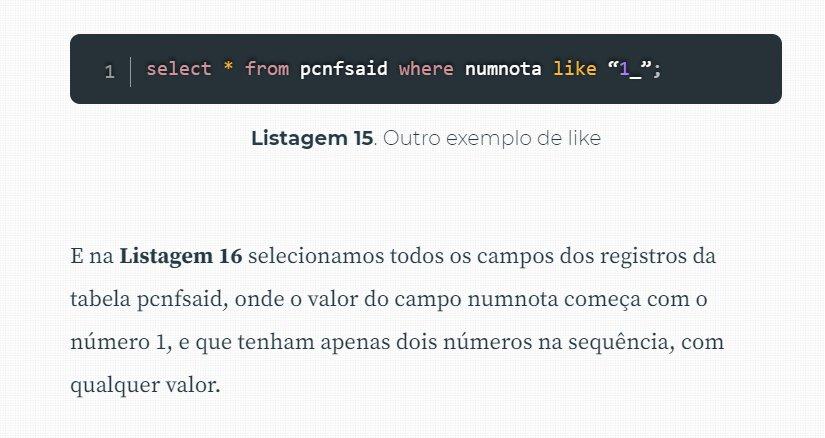 1 select * from pcnfsaid where numnota like “1_”;
Listagem 15. Outro exemplo de like
E na Listagem 16 selecionamos todos os campos dos registros da
tabela pcnfsaid, onde o valor do campo numnota começa com o
número 1, e que tenham apenas dois números na sequência, com
qualquer valor.